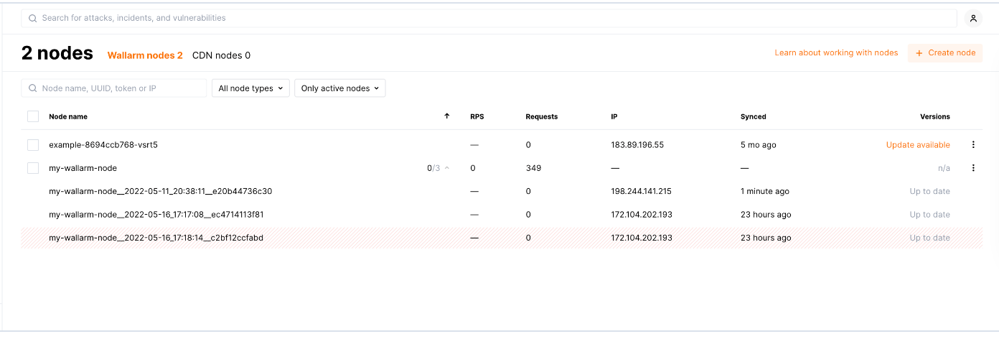 Search for attacks, incidents, and vulnerabilities
2 nodes Wallarm nodes 2 CDN nodes 0 Learn about working with nodes + Create node
Node name, UUID, token or IP All node types Only active nodes
Node name ↑ RPS Requests IP Synced Versions
example-8694ccb768-vsrt5 — 0 183.89.196.55 5 mo ago Update available
my-wallarm-node 0/3 0 349 — — n/a
my-wallarm-node__2022-05-11_20:38:11__e20b44736c30 — 0 198.244.141.215 1 minute ago Up to date
my-wallarm-node__2022-05-16_17:17:08__ec4714113f81 — 0 172.104.202.193 23 hours ago Up to date
my-wallarm-node__2022-05-16_17:18:14__c2bf12ccfabd — 0 172.104.202.193 23 hours ago Up to date